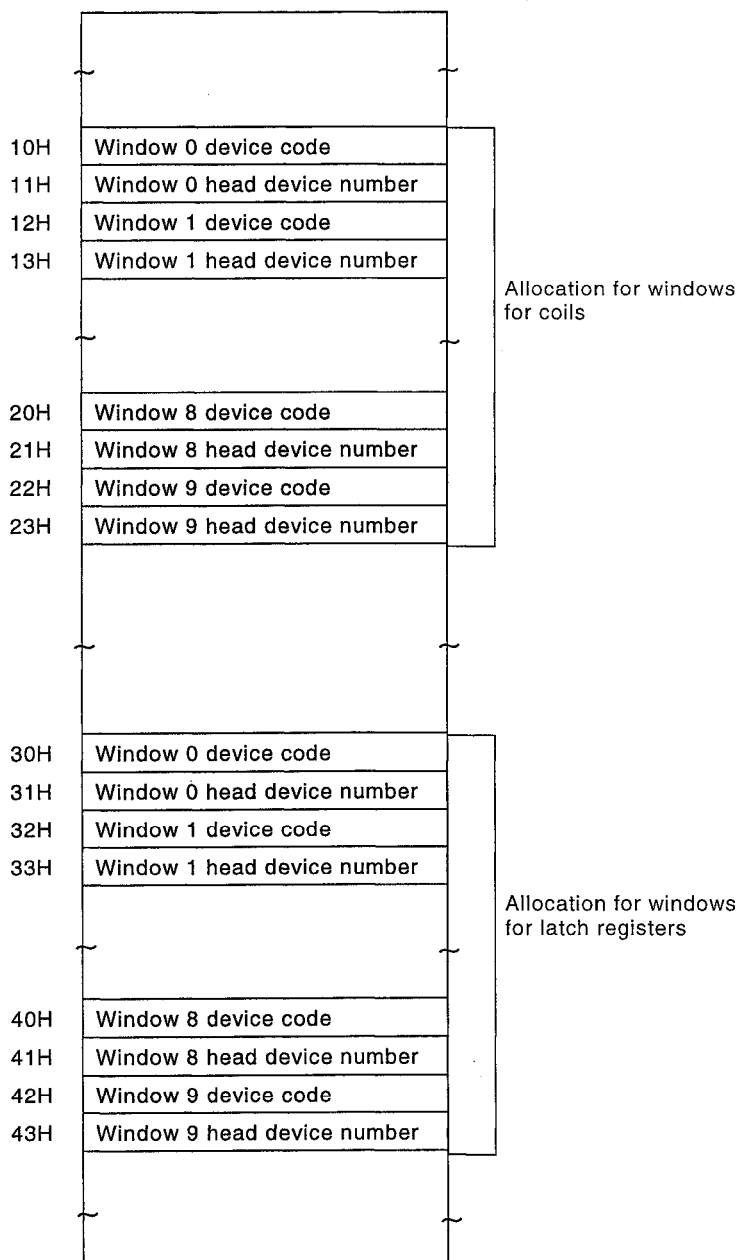 10H Window 0 device code
11H Window 0 head device number
12H Window 1 device code
13H Window 1 head device number
Allocation for windows
for coils
20H Window 8 device code
21H Window 8 head device number
22H Window 9 device code
23H Window 9 head device number
30H Window 0 device code
31H Window 0 head device number
32H Window 1 device code
33H Window 1 head device number
Allocation for windows
for latch registers
40H Window 8 device code
41H Window 8 head device number
42H Window 9 device code
43H Window 9 head device number